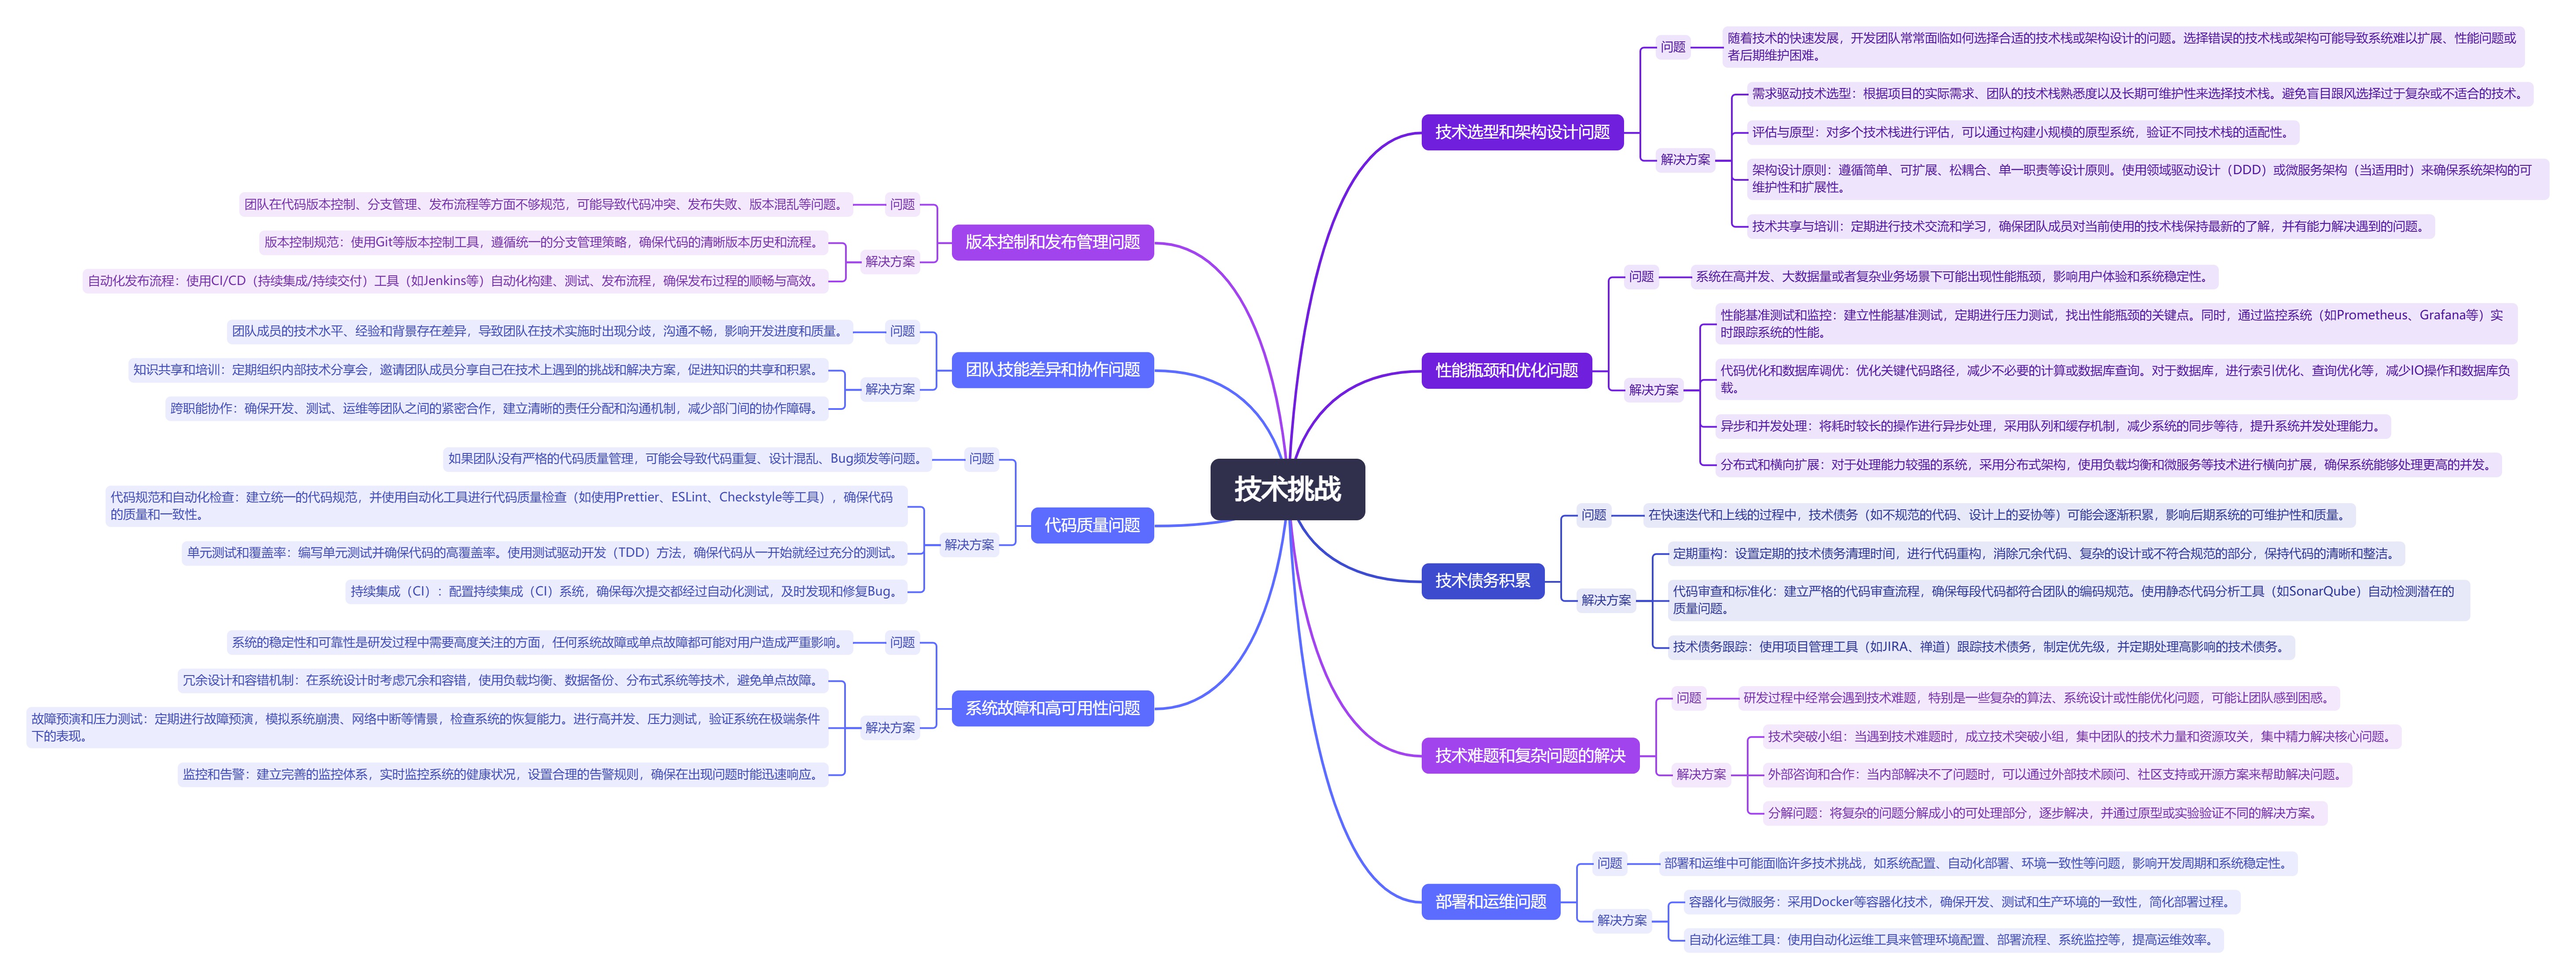 技术挑战
技术选型和架构设计问题
问题
随着技术的快速发展，开发团队常常面临如何选择合适的技术栈或架构设计的问题。选择错误的技术栈或架构可能导致系统难以扩展、性能问题或
者后期维护困难。
解决方案
需求驱动技术选型：根据项目的实际需求、团队的技术栈熟悉度以及长期可维护性来选择技术栈。避免盲目跟风选择过于复杂或不适合的技术。
评估与原型：对多个技术栈进行评估，可以通过构建小规模的原型系统，验证不同技术栈的适配性。
架构设计原则：遵循简单、可扩展、松耦合、单一职责等设计原则。使用领域驱动设计（DDD）或微服务架构（当适用时）来确保系统架构的可
维护性和扩展性。
技术共享与培训：定期进行技术交流和学习，确保团队成员对当前使用的技术栈保持最新的了解，并有能力解决遇到的问题。
性能瓶颈和优化问题
问题
系统在高并发、大数据量或者复杂业务场景下可能出现性能瓶颈，影响用户体验和系统稳定性。
解决方案
性能基准测试和监控：建立性能基准测试，定期进行压力测试，找出性能瓶颈的关键点。同时，通过监控系统（如Prometheus、Grafana等）实
时跟踪系统的性能。
代码优化和数据库调优：优化关键代码路径，减少不必要的计算或数据库查询。对于数据库，进行索引优化、查询优化等，减少IO操作和数据库负
载。
异步和并发处理：将耗时较长的操作进行异步处理，采用队列和缓存机制，减少系统的同步等待，提升系统并发处理能力。
分布式和横向扩展：对于处理能力较强的系统，采用分布式架构，使用负载均衡和微服务等技术进行横向扩展，确保系统能够处理更高的并发。
技术债务积累
问题
在快速迭代和上线的过程中，技术债务（如不规范的代码、设计上的妥协等）可能会逐渐积累，影响后期系统的可维护性和质量。
解决方案
定期重构：设置定期的技术债务清理时间，进行代码重构，消除冗余代码、复杂的设计或不符合规范的部分，保持代码的清晰和整洁。
代码审查和标准化：建立严格的代码审查流程，确保每段代码都符合团队的编码规范。使用静态代码分析工具（如SonarQube）自动检测潜在的
质量问题。
技术债务跟踪：使用项目管理工具（如JIRA、禅道）跟踪技术债务，制定优先级，并定期处理高影响的技术债务。
技术难题和复杂问题的解决
问题
研发过程中经常会遇到技术难题，特别是一些复杂的算法、系统设计或性能优化问题，可能让团队感到困惑。
解决方案
技术突破小组：当遇到技术难题时，成立技术突破小组，集中团队的技术力量和资源攻关，集中精力解决核心问题。
外部咨询和合作：当内部解决不了问题时，可以通过外部技术顾问、社区支持或开源方案来帮助解决问题。
分解问题：将复杂的问题分解成小的可处理部分，逐步解决，并通过原型或实验验证不同的解决方案。
部署和运维问题
问题
部署和运维中可能面临许多技术挑战，如系统配置、自动化部署、环境一致性等问题，影响开发周期和系统稳定性。
解决方案
容器化与微服务：采用Docker等容器化技术，确保开发、测试和生产环境的一致性，简化部署过程。
自动化运维工具：使用自动化运维工具来管理环境配置、部署流程、系统监控等，提高运维效率。
版本控制和发布管理问题
问题
团队在代码版本控制、分支管理、发布流程等方面不够规范，可能导致代码冲突、发布失败、版本混乱等问题。
解决方案
版本控制规范：使用Git等版本控制工具，遵循统一的分支管理策略，确保代码的清晰版本历史和流程。
自动化发布流程：使用CI/CD（持续集成/持续交付）工具（如Jenkins等）自动化构建、测试、发布流程，确保发布过程的顺畅与高效。
团队技能差异和协作问题
问题
团队成员的技术水平、经验和背景存在差异，导致团队在技术实施时出现分歧，沟通不畅，影响开发进度和质量。
解决方案
知识共享和培训：定期组织内部技术分享会，邀请团队成员分享自己在技术上遇到的挑战和解决方案，促进知识的共享和积累。
跨职能协作：确保开发、测试、运维等团队之间的紧密合作，建立清晰的责任分配和沟通机制，减少部门间的协作障碍。
代码质量问题
问题
如果团队没有严格的代码质量管理，可能会导致代码重复、设计混乱、Bug频发等问题。
解决方案
代码规范和自动化检查：建立统一的代码规范，并使用自动化工具进行代码质量检查（如使用Prettier、ESLint、Checkstyle等工具），确保代码
的质量和一致性。
单元测试和覆盖率：编写单元测试并确保代码的高覆盖率。使用测试驱动开发（TDD）方法，确保代码从一开始就经过充分的测试。
持续集成（CI）：配置持续集成（CI）系统，确保每次提交都经过自动化测试，及时发现和修复Bug。
系统故障和高可用性问题
问题
系统的稳定性和可靠性是研发过程中需要高度关注的方面，任何系统故障或单点故障都可能对用户造成严重影响。
解决方案
冗余设计和容错机制：在系统设计时考虑冗余和容错，使用负载均衡、数据备份、分布式系统等技术，避免单点故障。
故障预演和压力测试：定期进行故障预演，模拟系统崩溃、网络中断等情景，检查系统的恢复能力。进行高并发、压力测试，验证系统在极端条件
下的表现。
监控和告警：建立完善的监控体系，实时监控系统的健康状况，设置合理的告警规则，确保在出现问题时能迅速响应。